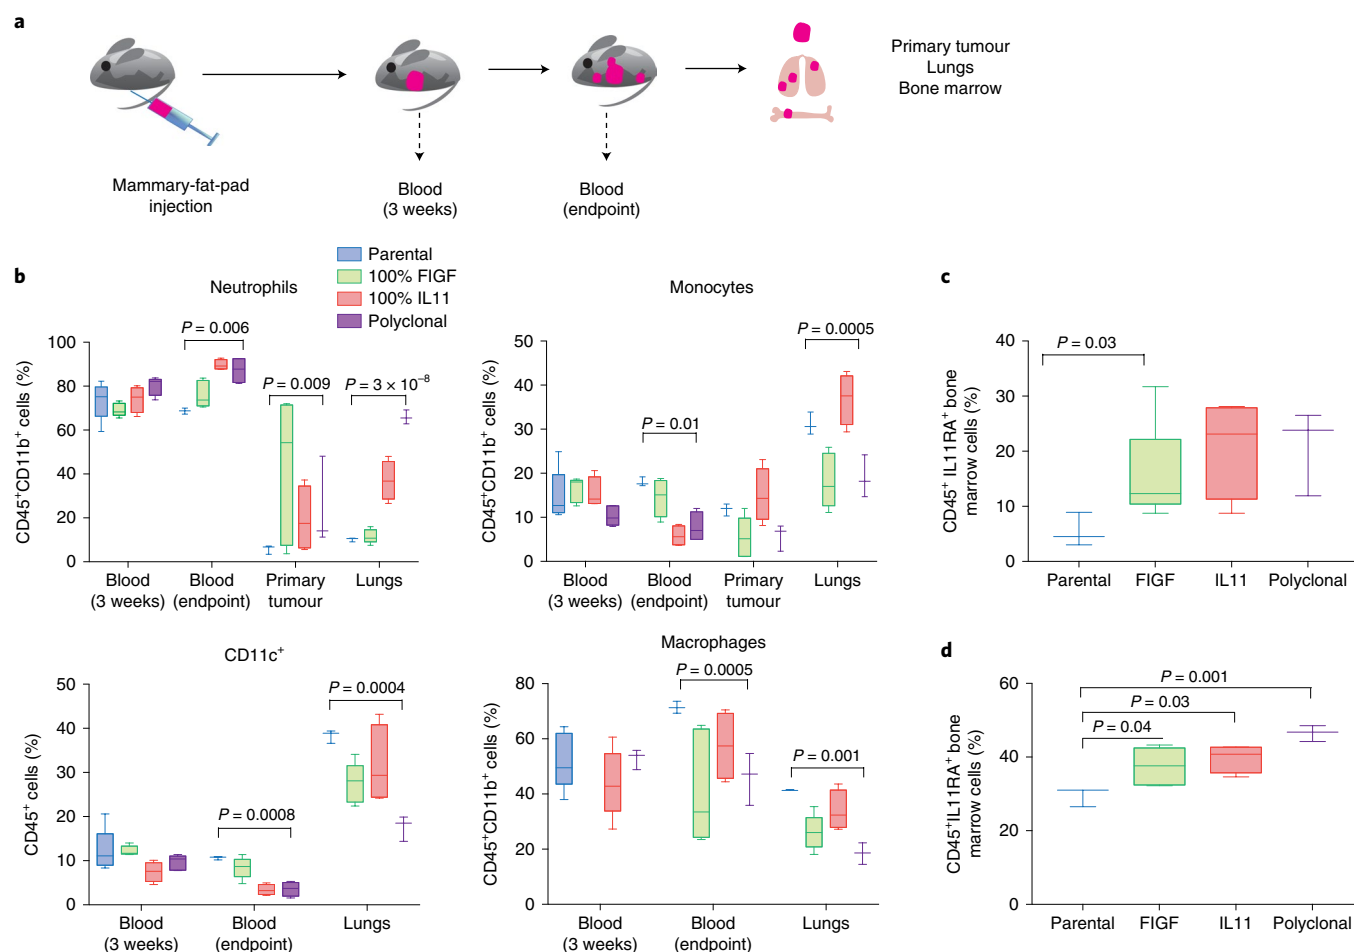 a
Primary tumour
Lungs
Bone marrow
Mammary-fat-pad
injection
Blood
(3 weeks)
Blood
(endpoint)
b
Parental
100% FIGF
100% IL11
Polyclonal
Neutrophils
CD45⁺CD11b⁺ cells (%)
100
80
60
40
20
0
P = 0.006
P = 0.009
P = 3 × 10⁻⁸
Blood
(3 weeks)
Blood
(endpoint)
Primary
tumour
Lungs
Monocytes
CD45⁺CD11b⁺ cells (%)
50
40
30
20
10
0
P = 0.01
P = 0.0005
Blood
(3 weeks)
Blood
(endpoint)
Primary
tumour
Lungs
CD11c⁺
CD45⁺ cells (%)
50
40
30
20
10
0
P = 0.0008
P = 0.0004
Blood
(3 weeks)
Blood
(endpoint)
Lungs
Macrophages
CD45⁺CD11b⁺ cells (%)
80
60
40
20
0
P = 0.0005
P = 0.001
Blood
(3 weeks)
Blood
(endpoint)
Lungs
c
CD45⁺ IL11RA⁺ bone
marrow cells (%)
40
30
20
10
0
P = 0.03
Parental
FIGF
IL11
Polyclonal
d
CD45⁺IL11RA⁺ bone
marrow cells (%)
60
40
20
0
P = 0.001
P = 0.03
P = 0.04
Parental
FIGF
IL11
Polyclonal